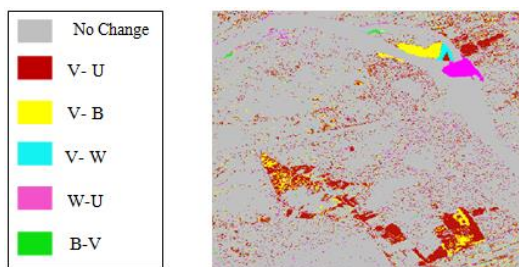 No Change
V- U
V- B
V- W
W-U
B-V